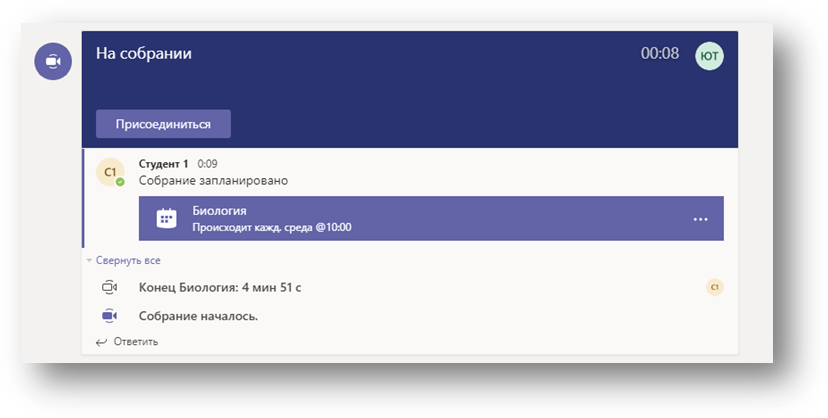 На собрании
00:08
ЮТ
Присоединиться
С1
Студент 1 0:09
Собрание запланировано
Биология
Происходит кажд. среда @10:00
Свернуть все
Конец Биология: 4 мин 51 с
С1
Собрание началось.
Ответить